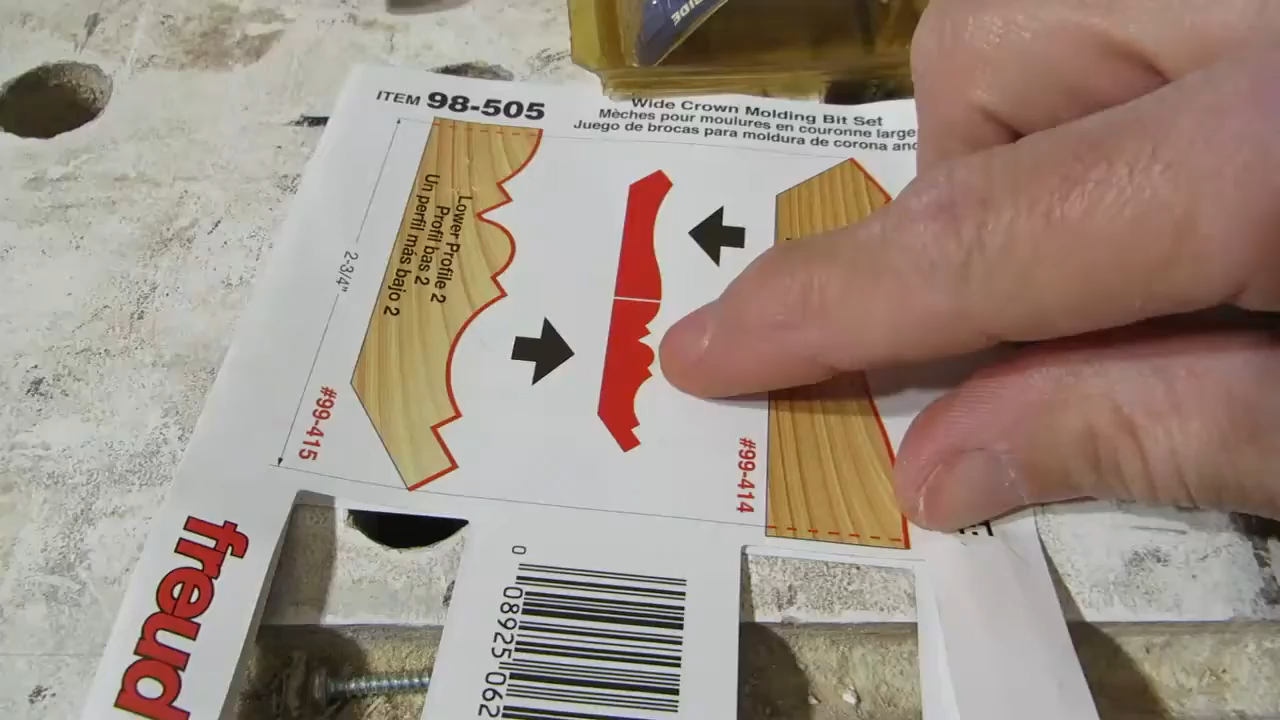 RIDE
ITEM 98-505
Wide Crown Molding Bit Set
Mèches pour moulures en couronne large
Juego de brocas para moldura de corona
Lower Profile 2
Profil bas 2
Un perfil más bajo 2
2-3/4"
#99-415
#99-414
freud
0 08925 062